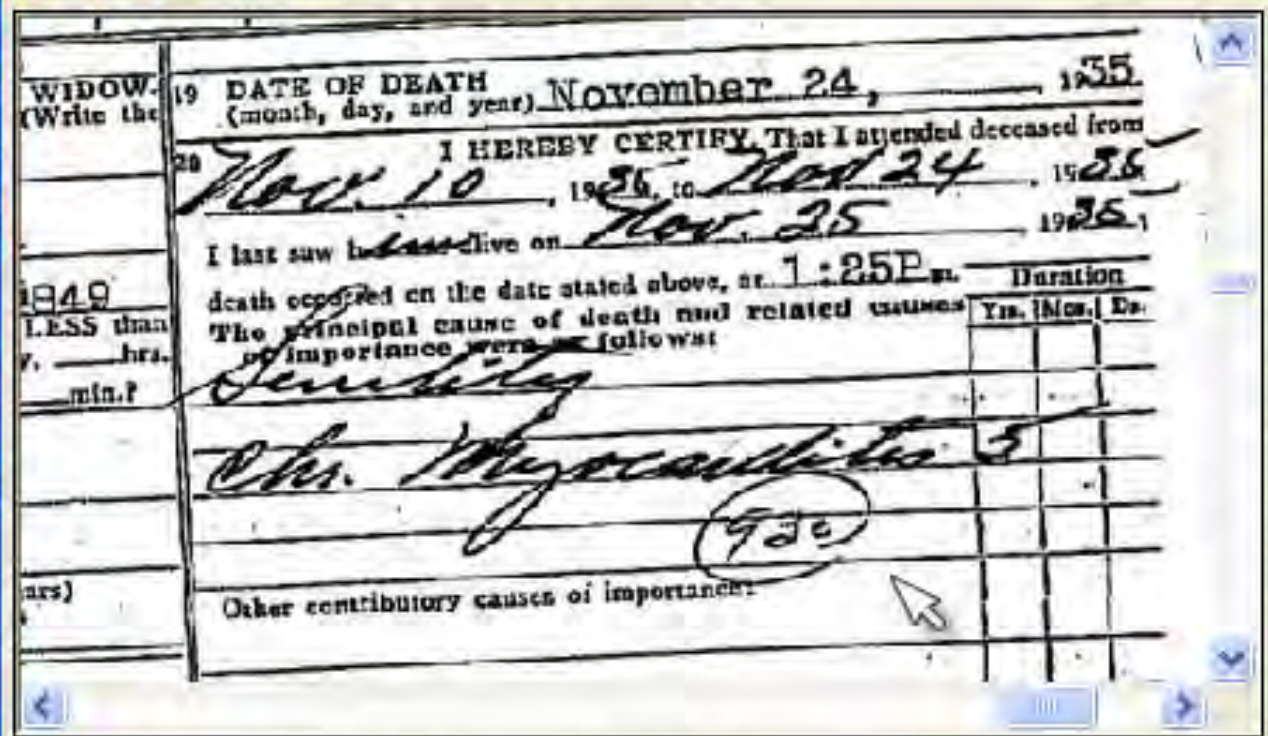 WIDOW-
(Write the
19 DATE OF DEATH
(month, day, and year) November 24, 1935
20 I HEREBY CERTIFY, That I attended deceased from
Nov. 10, 1935, to Nov 24, 1935
I last saw h im alive on Nov. 25, 1935,
1849
death occurred on the date stated above, at 1:25P m.
Duration
LESS than
The principal cause of death and related causes
Yrs. Mos. Ds.
y, hrs.
of importance were as follows:
min.?
Senility
Chr. Myocarditis 3
ars)
Other contributory causes of importance: